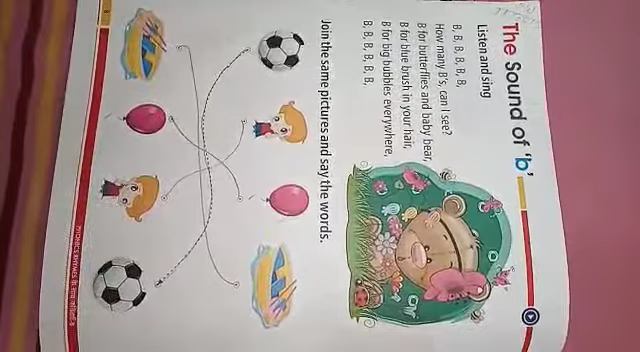 The Sound of 'b'
Listen and sing
B, B, B, B, B, B,
How many B's, can I see?
B for butterflies and baby bear,
B for blue brush in your hair,
B for big bubbles everywhere,
B, B, B, B, B, B,
Join the same pictures and say the words.
8